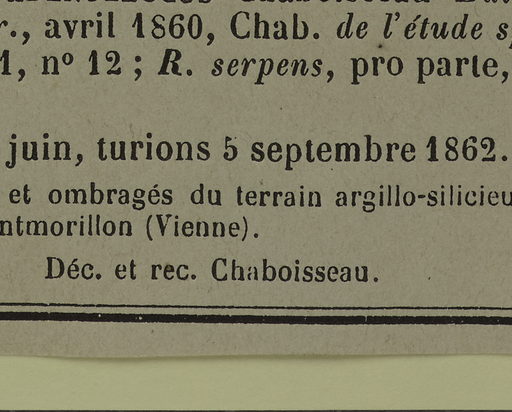 r., avril 1860, Chab. de l'étude
1, nº 12 ; R. serpens, pro parte,
juin, turions 5 septembre 1862.
et ombragés du terrain argillo-silicieu
ntmorillon (Vienne).
Déc. et rec. Chaboisseau.